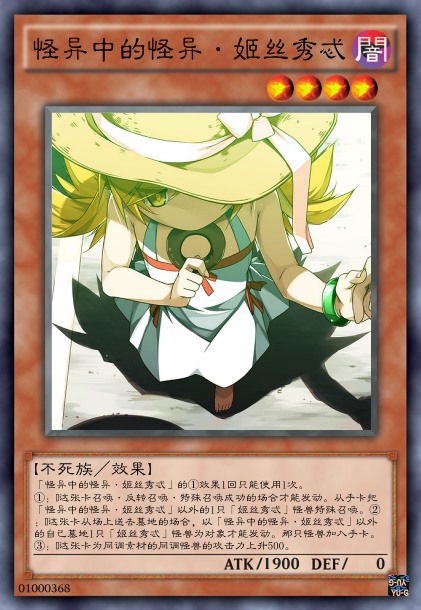 怪异中的怪异·姬丝秀忒 闇
【不死族／效果】
「怪异中的怪异·姬丝秀忒」的①效果1回只能使用1次。
①：这张卡召唤·反转召唤·特殊召唤成功的场合才能发动。从手卡把
「怪异中的怪异·姬丝秀忒」以外的1只「姬丝秀忒」怪兽特殊召唤。②
：这张卡从场上送去墓地的场合，以「怪异中的怪异·姬丝秀忒」以外
的自己墓地1只「姬丝秀忒」怪兽为对象才能发动。那只怪兽加入手卡。
③：这张卡为同调素材的同调怪兽的攻击力上升500。
ATK/1900 DEF/ 0
01000368
YU-G